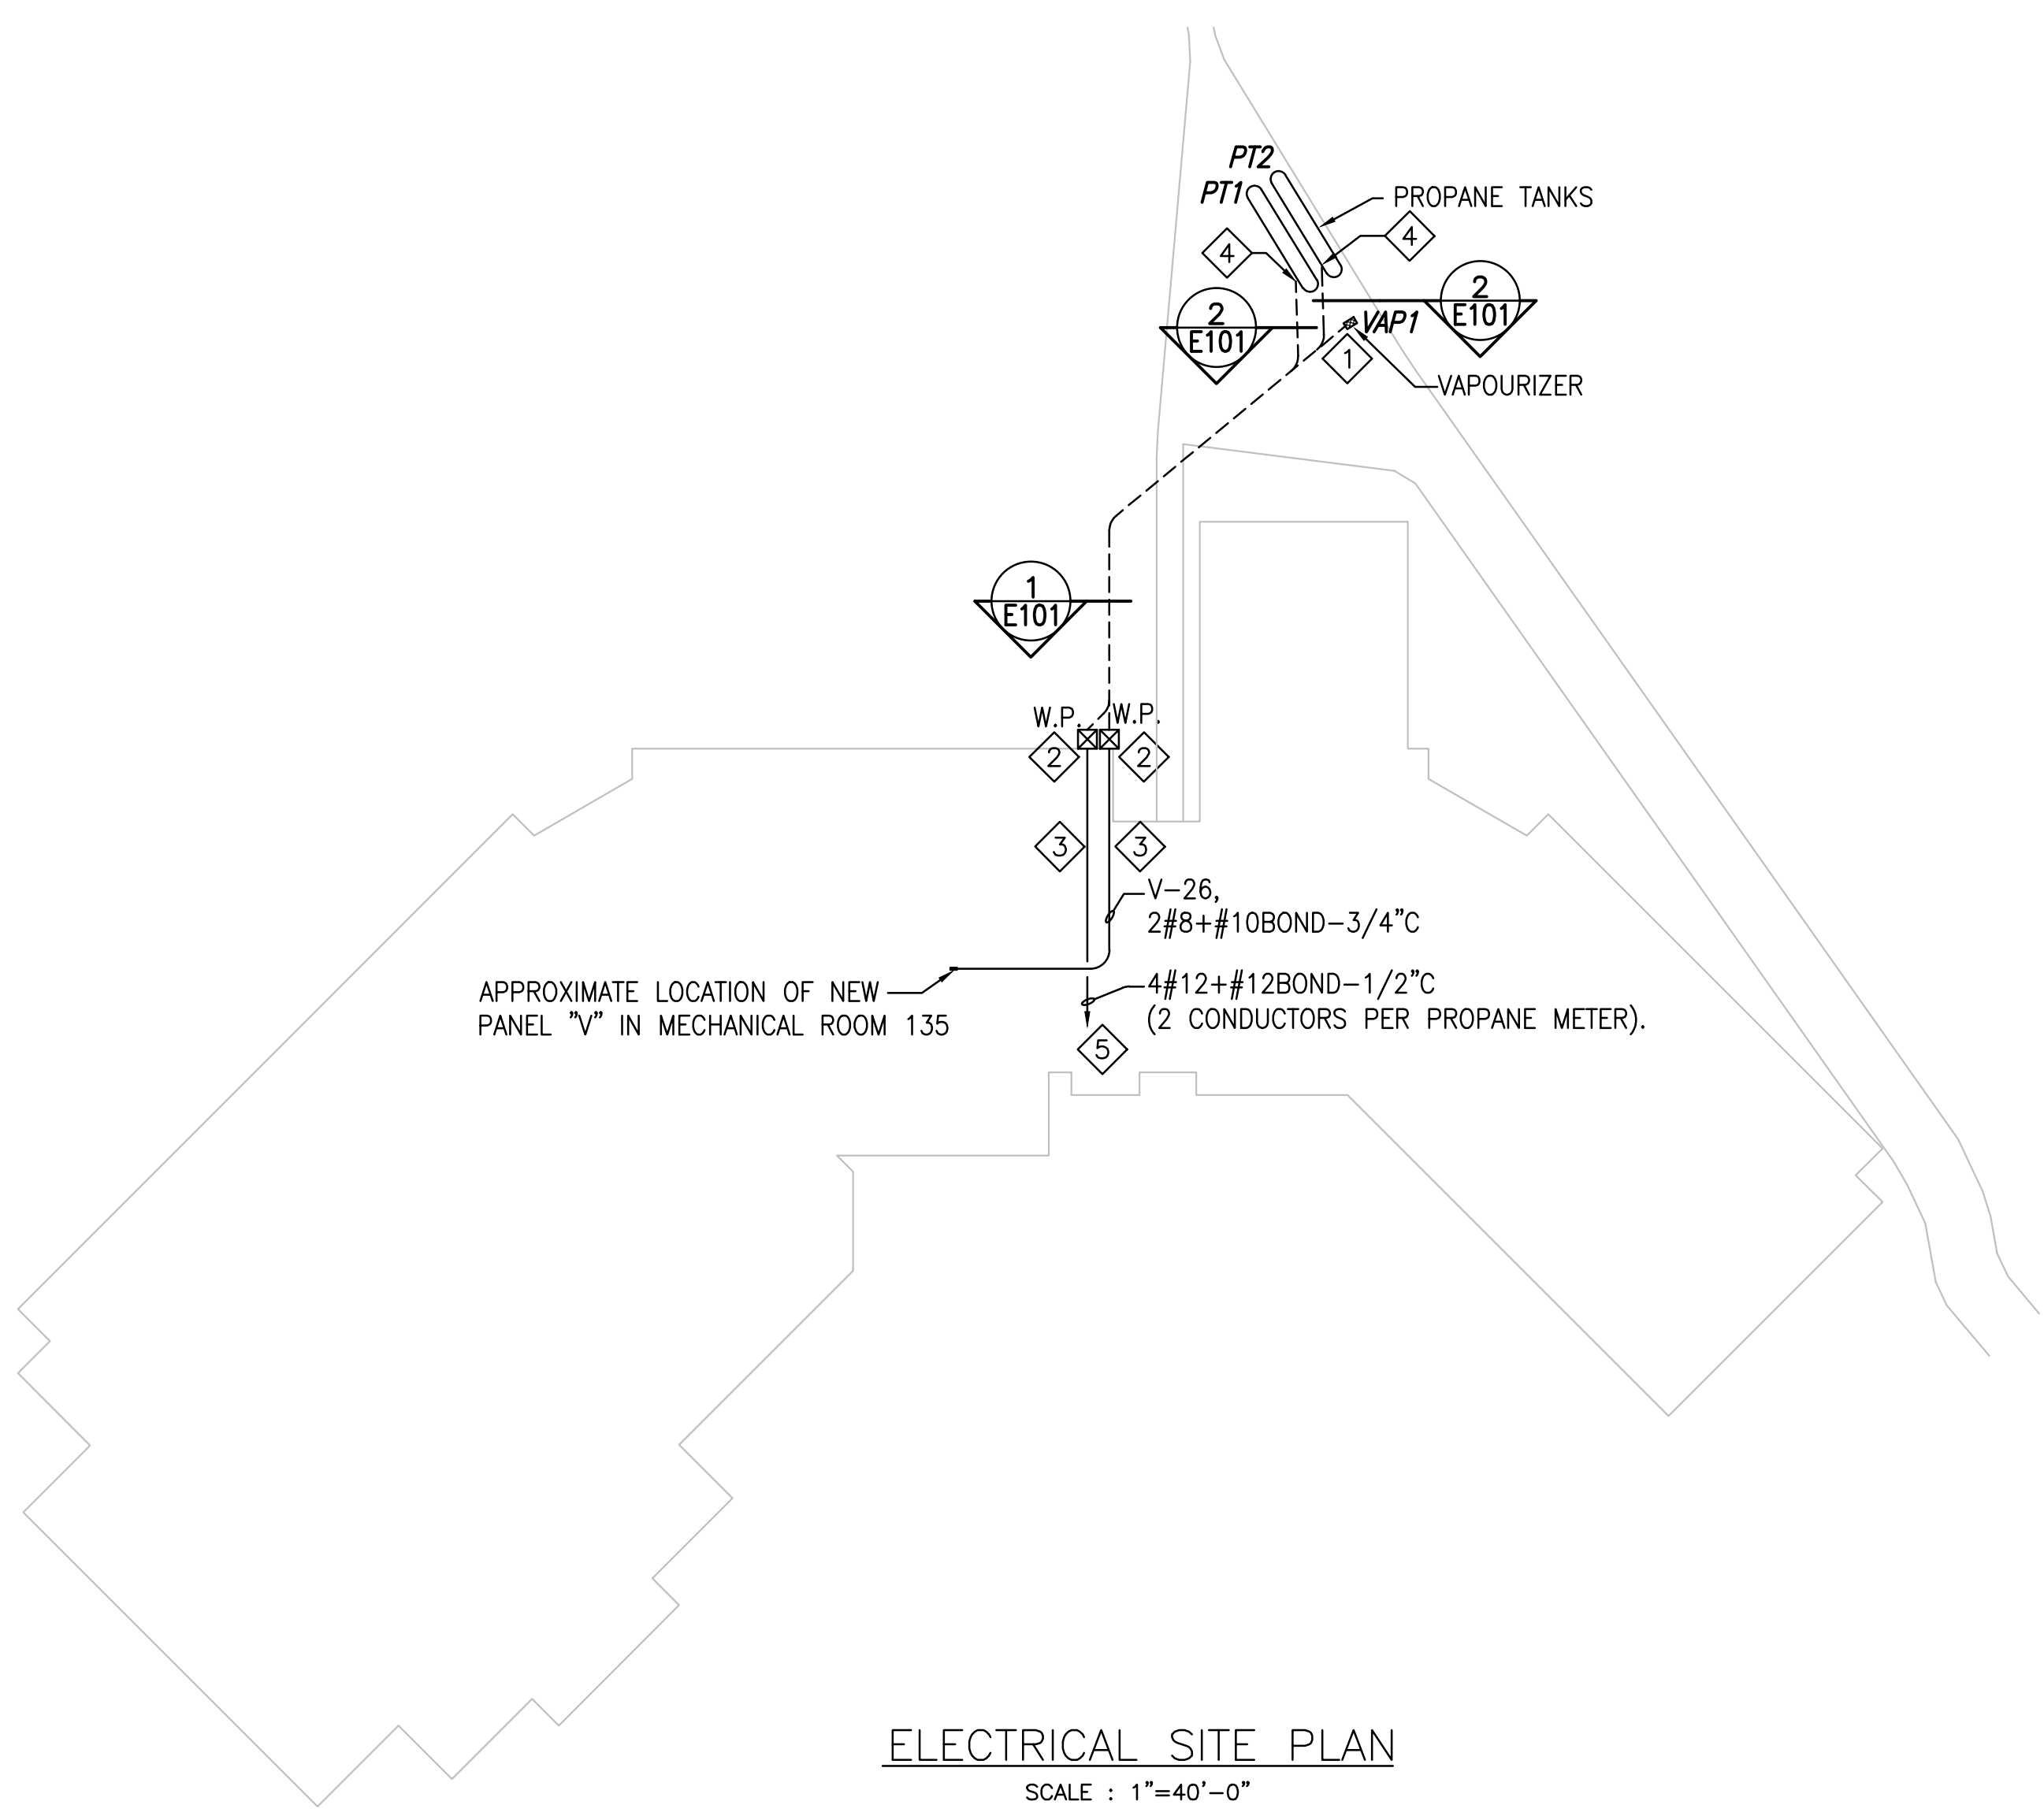 PT2
PT1
PROPANE TANKS
4
4
2
E101
2
E101
VAP1
1
VAPOURIZER
1
E101
W.P.
W.P.
2
2
3
3
V-26,
2#8+#10BOND-3/4"C
4#12+#12BOND-1/2"C
(2 CONDUCTORS PER PROPANE METER).
APPROXIMATE LOCATION OF NEW
PANEL "V" IN MECHANICAL ROOM 135
5
ELECTRICAL SITE PLAN
SCALE : 1"=40'-0"